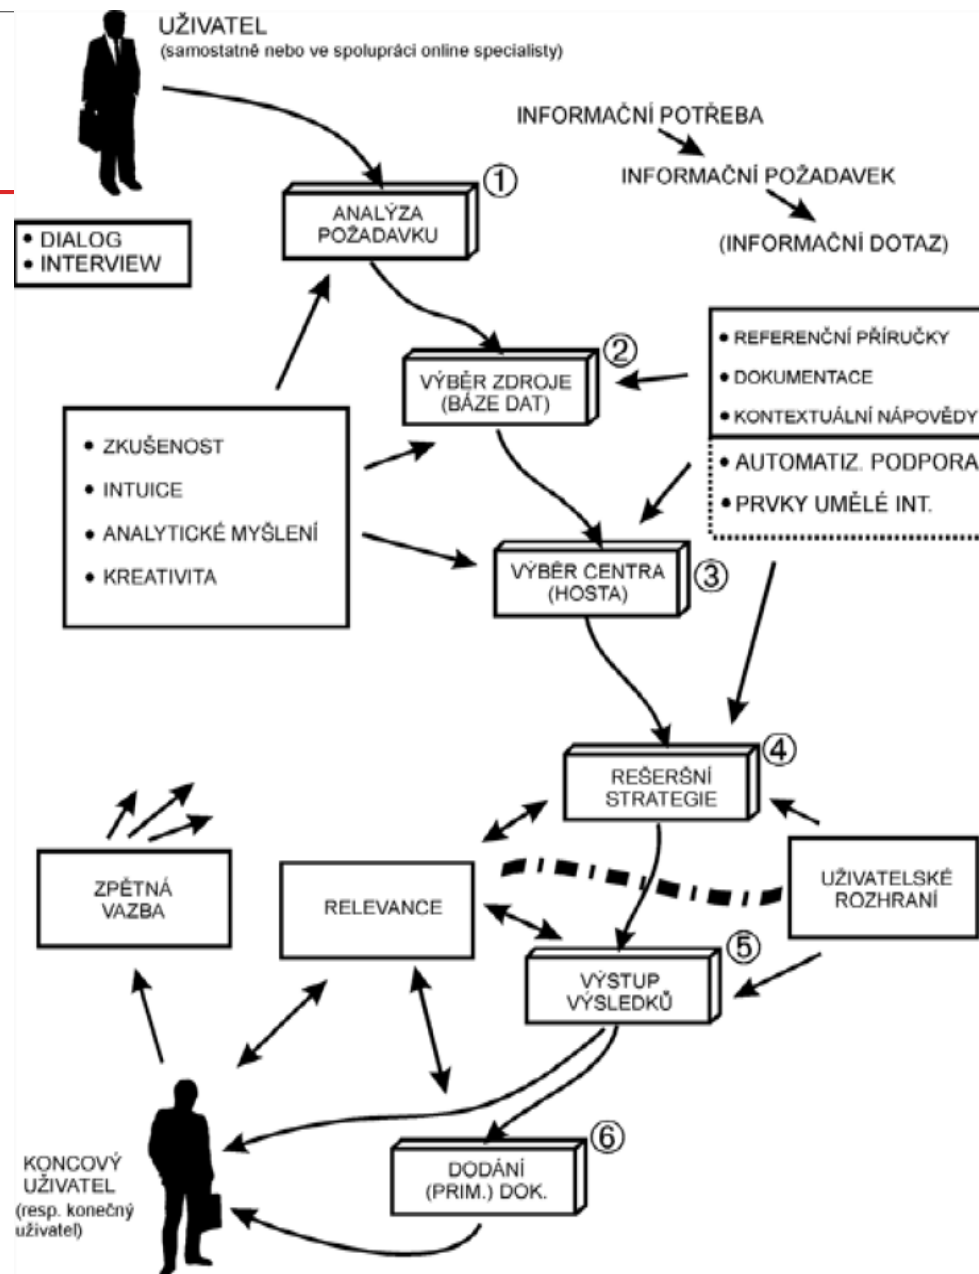 UŽIVATEL
(samostatně nebo ve spolupráci online specialisty)
INFORMAČNÍ POTŘEBA
INFORMAČNÍ POŽADAVEK
(INFORMAČNÍ DOTAZ)
①
ANALÝZA
POŽADAVKU
• DIALOG
• INTERVIEW
②
VÝBĚR ZDROJE
(BÁZE DAT)
• REFERENČNÍ PŘÍRUČKY
• DOKUMENTACE
• KONTEXTUÁLNÍ NÁPOVĚDY
• AUTOMATIZ. PODPORA
• PRVKY UMĚLÉ INT.
• ZKUŠENOST
• INTUICE
• ANALYTICKÉ MYŠLENÍ
• KREATIVITA
③
VÝBĚR CENTRA
(HOSTA)
④
REŠERŠNÍ
STRATEGIE
ZPĚTNÁ
VAZBA
RELEVANCE
UŽIVATELSKÉ
ROZHRANÍ
⑤
VÝSTUP
VÝSLEDKŮ
⑥
DODÁNÍ
(PRIM.) DOK.
KONCOVÝ
UŽIVATEL
(resp. konečný
uživatel)